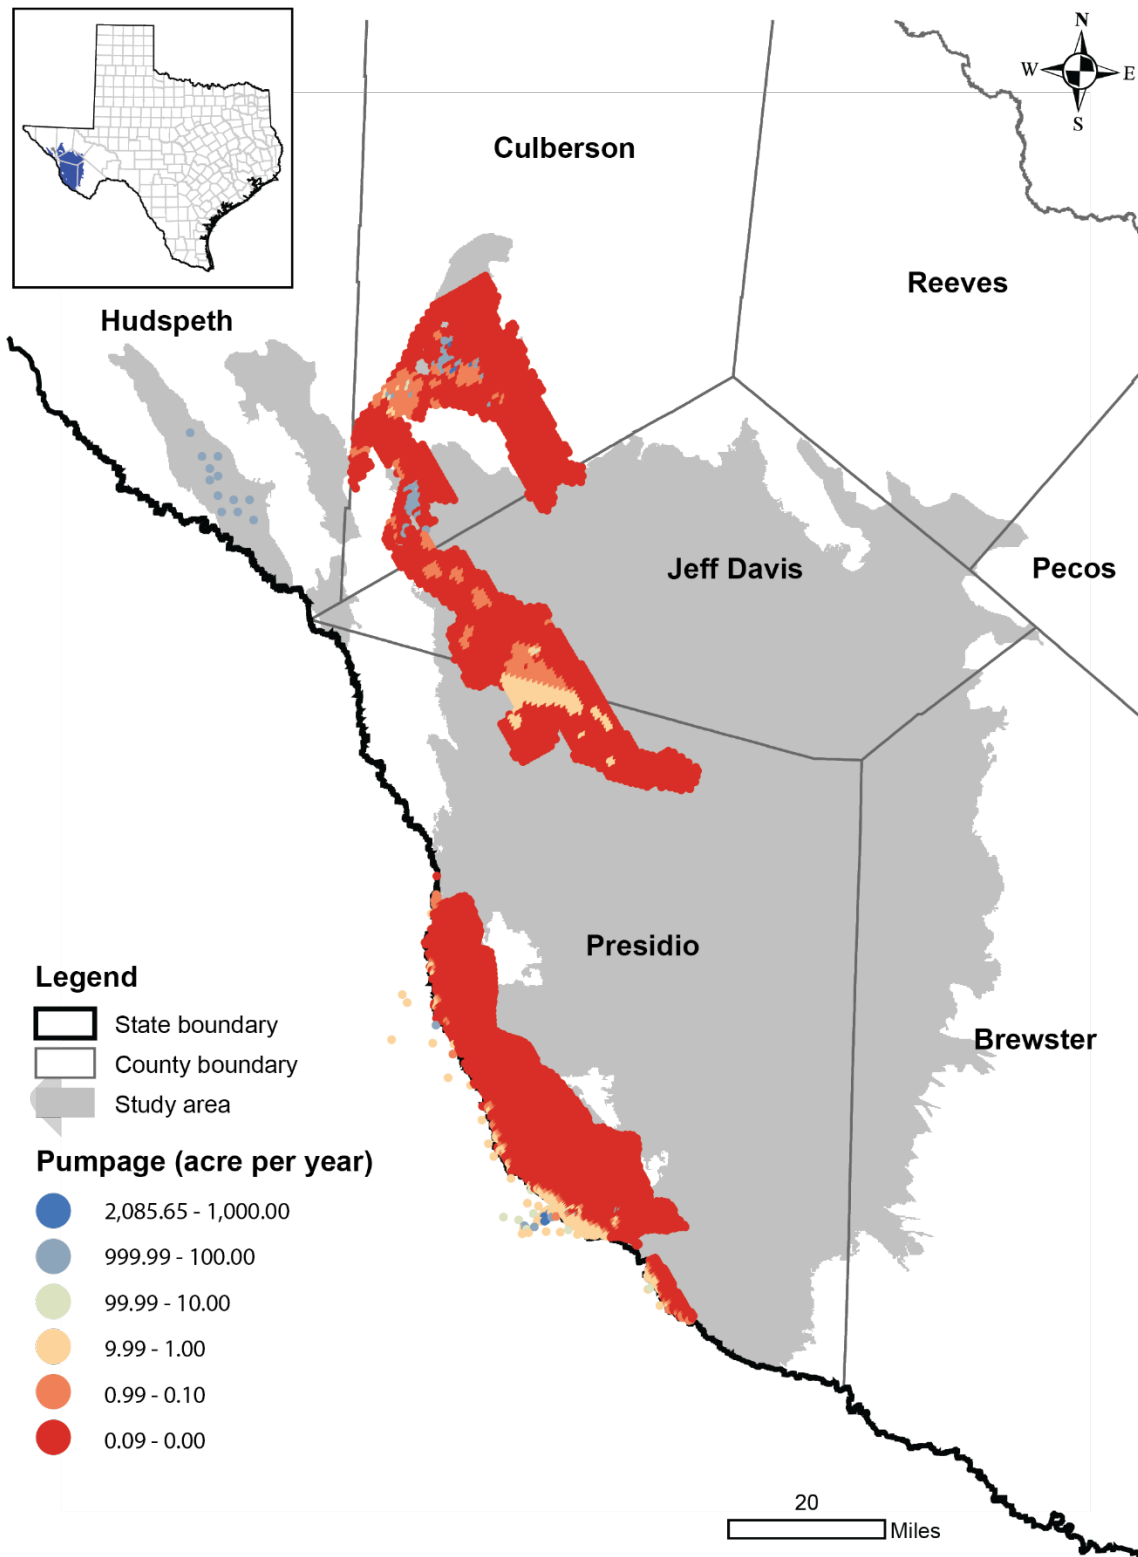 N
W E
S
Culberson
Reeves
Hudspeth
Jeff Davis
Pecos
Presidio
Brewster
Legend
State boundary
County boundary
Study area
Pumpage (acre per year)
2,085.65 - 1,000.00
999.99 - 100.00
99.99 - 10.00
9.99 - 1.00
0.99 - 0.10
0.09 - 0.00
20
Miles